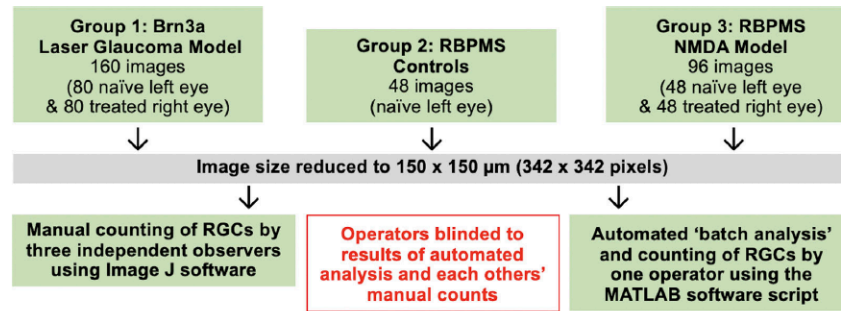 Group 1: Brn3a
Laser Glaucoma Model
160 images
(80 naïve left eye
& 80 treated right eye)
Group 2: RBPMS
Controls
48 images
(naïve left eye)
Group 3: RBPMS
NMDA Model
96 images
(48 naïve left eye
& 48 treated right eye)
Image size reduced to 150 x 150 µm (342 x 342 pixels)
Manual counting of RGCs by
three independent observers
using Image J software
Operators blinded to
results of automated
analysis and each others’
manual counts
Automated ‘batch analysis’
and counting of RGCs by
one operator using the
MATLAB software script